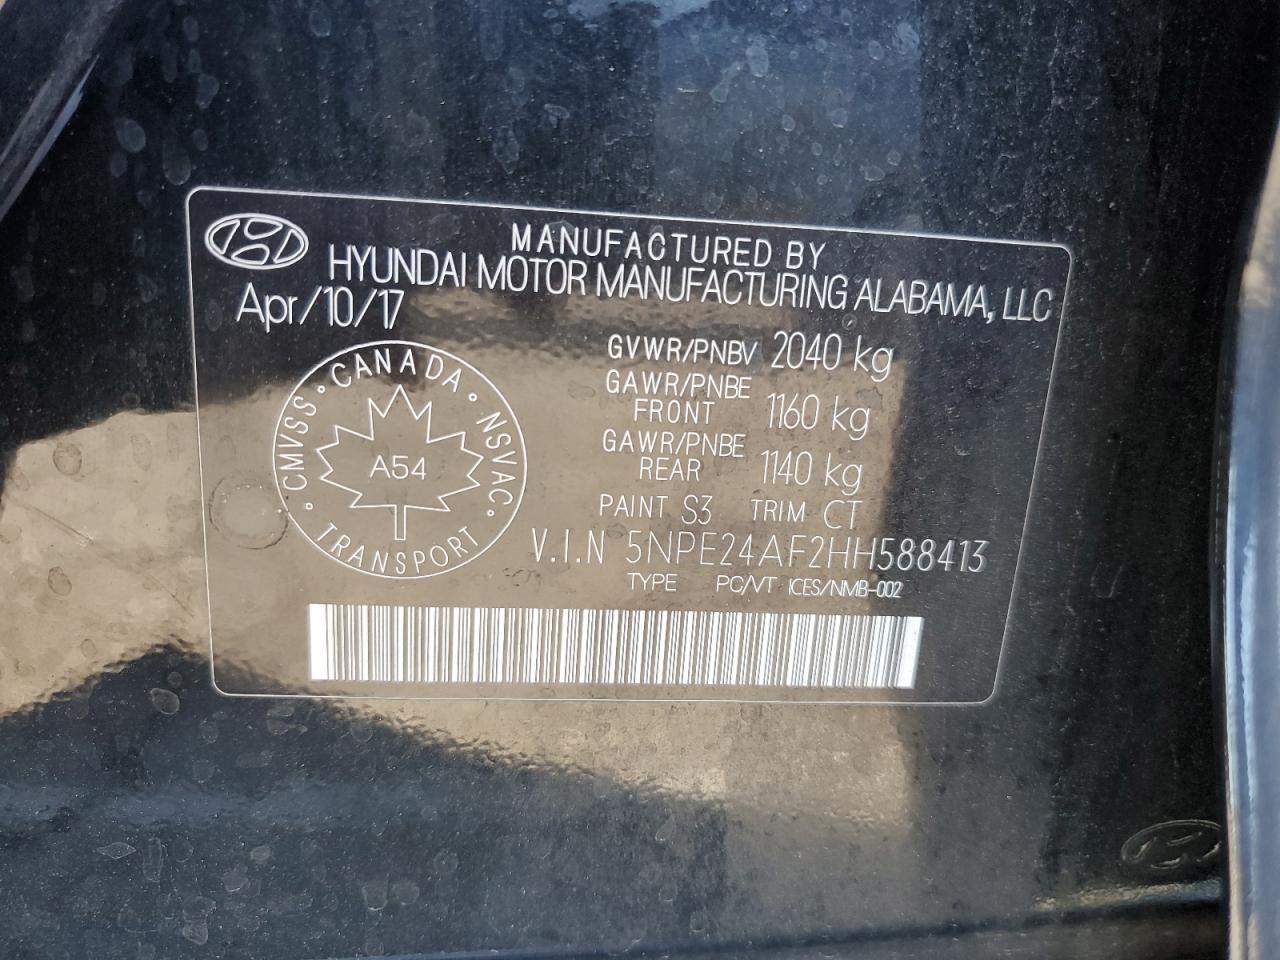 MANUFACTURED BY
HYUNDAI MOTOR MANUFACTURING ALABAMA, LLC
Apr/10/17
GVWR/PNBV 2040 kg
GAWR/PNBE FRONT 1160 kg
GAWR/PNBE REAR 1140 kg
PAINT S3 TRIM CT
V.I.N 5NPE24AF2HH588413
TYPE PC/VT ICES/NMB-002
CMVSS · CANADA · NSVAC ·
A54
TRANSPORT